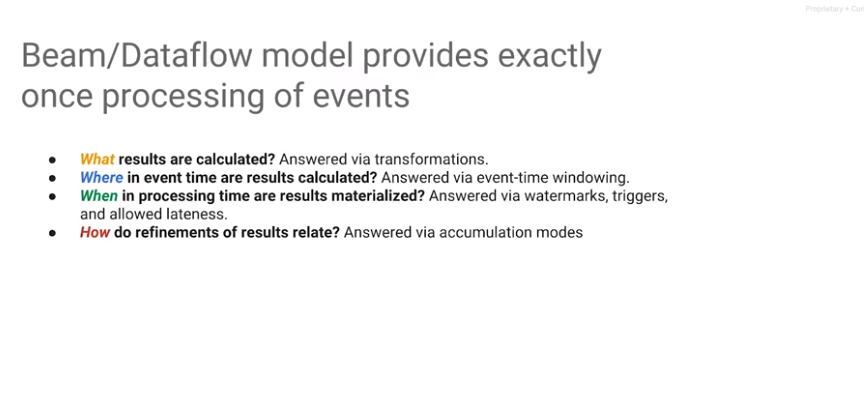 Proprietary + Con
Beam/Dataflow model provides exactly
once processing of events
● What results are calculated? Answered via transformations.
● Where in event time are results calculated? Answered via event-time windowing.
● When in processing time are results materialized? Answered via watermarks, triggers,
and allowed lateness.
● How do refinements of results relate? Answered via accumulation modes